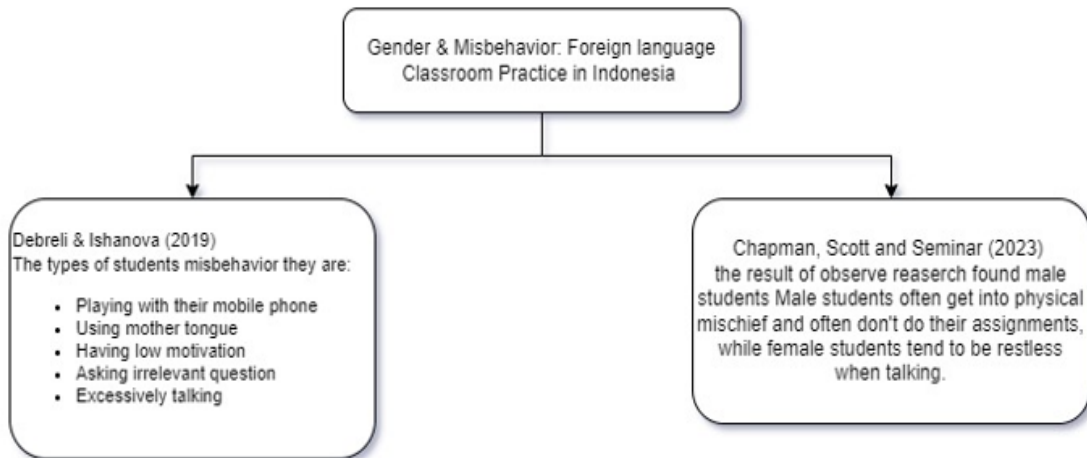 Gender & Misbehavior: Foreign language
Classroom Practice in Indonesia
Debreli & Ishanova (2019)
The types of students misbehavior they are:
• Playing with their mobile phone
• Using mother tongue
• Having low motivation
• Asking irrelevant question
• Excessively talking
Chapman, Scott and Seminar (2023)
the result of observe reaserch found male
students Male students often get into physical
mischief and often don't do their assignments,
while female students tend to be restless
when talking.